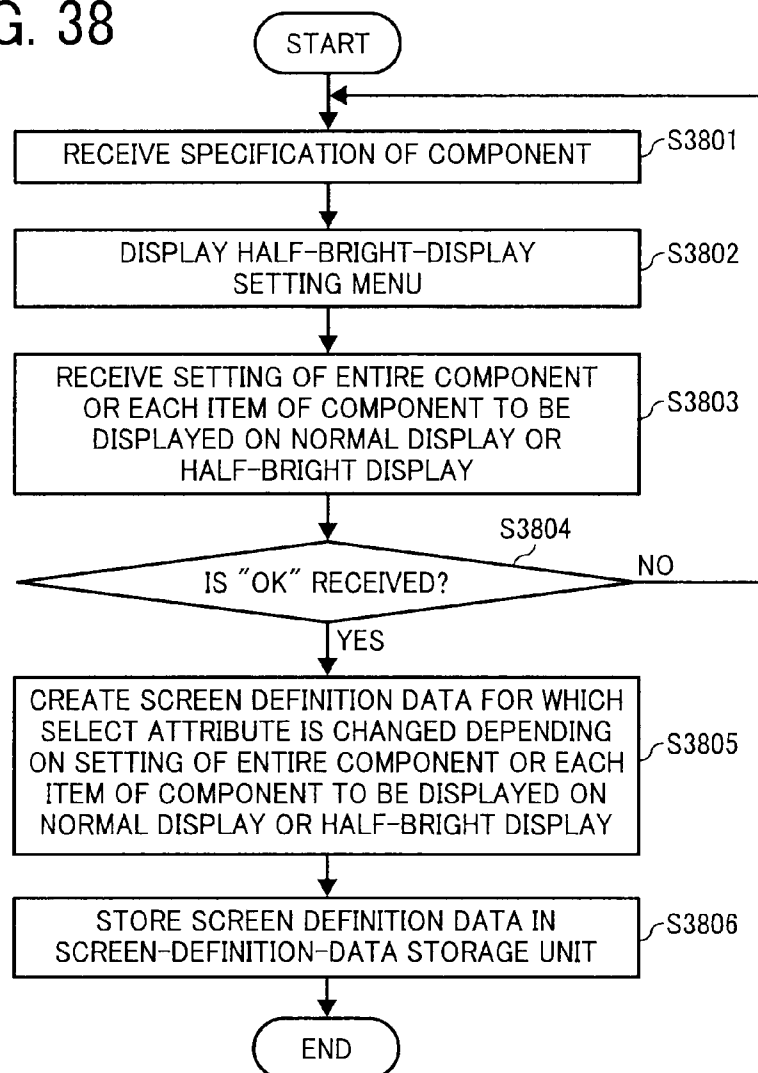 G. 38
START
RECEIVE SPECIFICATION OF COMPONENT
S3801
DISPLAY HALF-BRIGHT-DISPLAY
SETTING MENU
S3802
RECEIVE SETTING OF ENTIRE COMPONENT
OR EACH ITEM OF COMPONENT TO BE
DISPLAYED ON NORMAL DISPLAY OR
HALF-BRIGHT DISPLAY
S3803
S3804
IS "OK" RECEIVED?
NO
YES
CREATE SCREEN DEFINITION DATA FOR WHICH
SELECT ATTRIBUTE IS CHANGED DEPENDING
ON SETTING OF ENTIRE COMPONENT OR EACH
ITEM OF COMPONENT TO BE DISPLAYED ON
NORMAL DISPLAY OR HALF-BRIGHT DISPLAY
S3805
STORE SCREEN DEFINITION DATA IN
SCREEN-DEFINITION-DATA STORAGE UNIT
S3806
END